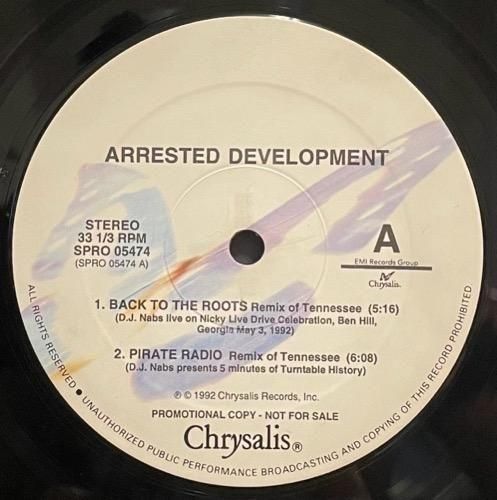 ARRESTED DEVELOPMENT
STEREO
33 1/3 RPM
SPRO 05474
(SPRO 05474 A)
A
EMI Records Group
Chrysalis.
1. BACK TO THE ROOTS Remix of Tennessee (5:16)
(D.J. Nabs live on Nicky Live Drive Celebration, Ben Hill,
Georgia May 3, 1992)
2. PIRATE RADIO Remix of Tennessee (6:08)
(D.J. Nabs presents 5 minutes of Turntable History)
℗ © 1992 Chrysalis Records, Inc.
PROMOTIONAL COPY - NOT FOR SALE
Chrysalis®
ALL RIGHTS RESERVED ● UNAUTHORIZED PUBLIC PERFORMANCE BROADCASTING AND COPYING OF THIS RECORD PROHIBITED